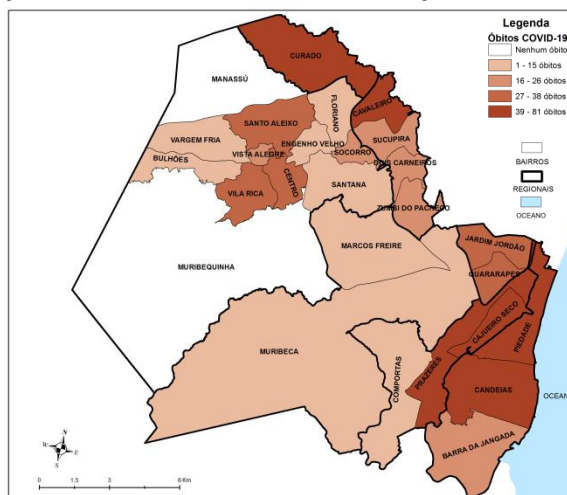 Legenda
Óbitos COVID-19
Nenhum óbito
1 - 15 óbitos
16 - 26 óbitos
27 - 38 óbitos
39 - 81 óbitos
BAIRROS
REGIONAIS
OCEANO
CURADO
MANASSÚ
FLORIANO
CAVALEIRO
SANTO ALEIXO
VARGEM FRIA
ENGENHO VELHO
SUCUPIRA
BULHÕES
VISTA ALEGRE
SOCORRO
DOIS CARNEIROS
VILA RICA
CENTRO
SANTANA
ZUMBI DO PACHECO
MARCOS FREIRE
JARDIM JORDÃO
MURIBEQUINHA
GUARARAPES
CAJUEIRO SECO
PIEDADE
MURIBECA
COMPORTAS
PRAZERES
CANDEIAS
OCEANO
BARRA DA JANGADA
N
W E
S
0 1,5 3 6 Km